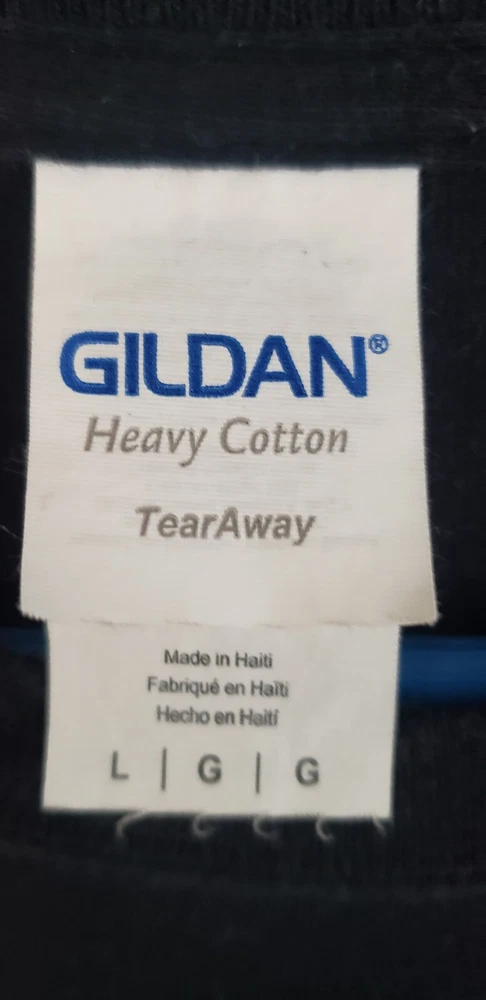 GILDAN®
Heavy Cotton
TearAway
Made in Haiti
Fabriqué en Haïti
Hecho en Haití
L | G | G